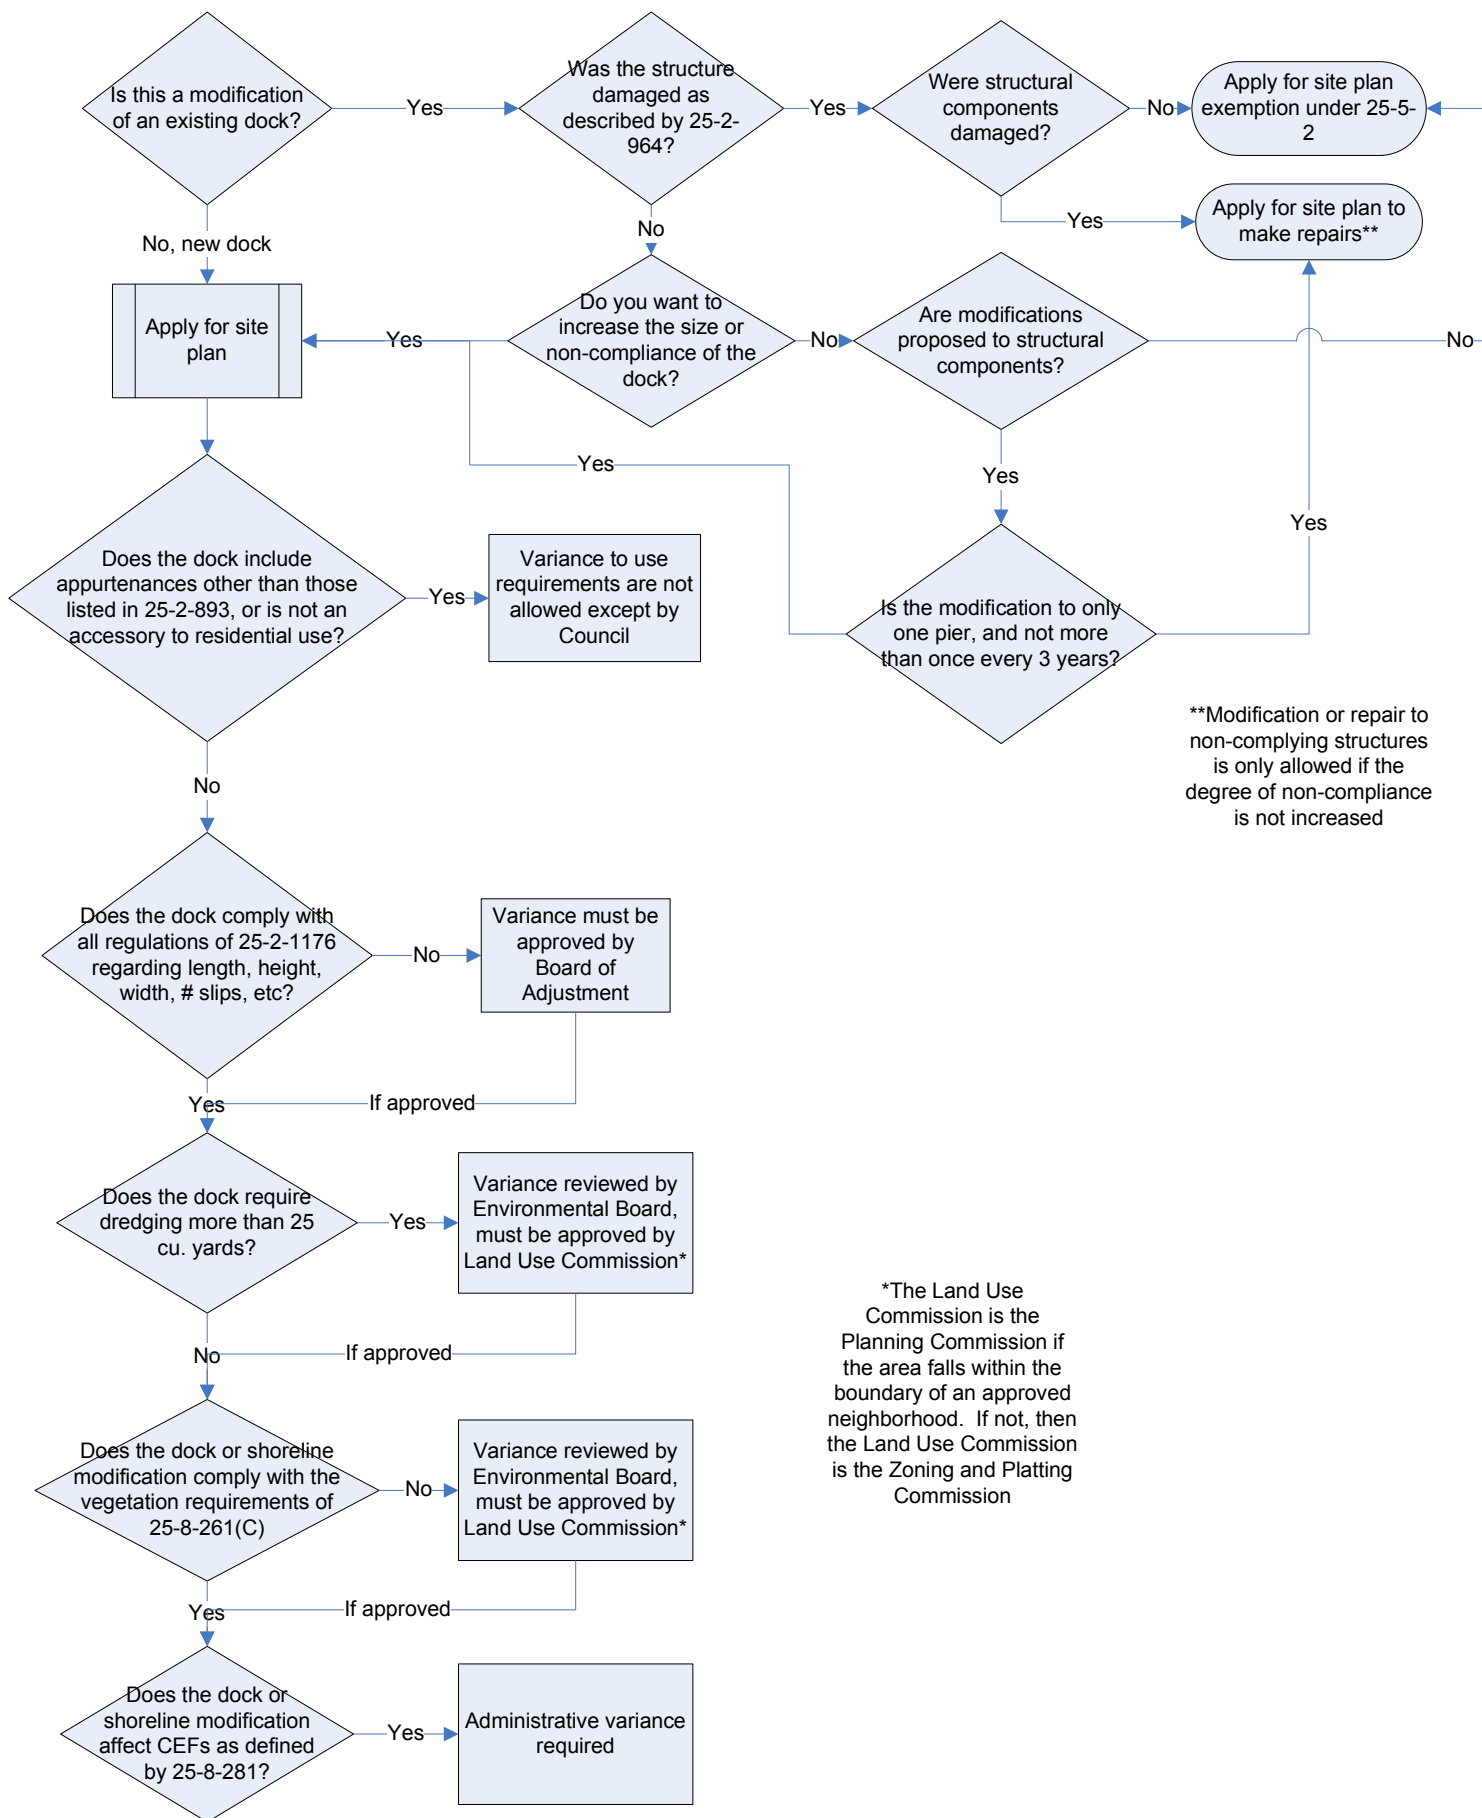 Is this a modification
of an existing dock?
Yes
Was the structure
damaged as
described by 25-2-
964?
Yes
Were structural
components
damaged?
No
Apply for site plan
exemption under 25-5-
2
Yes
Apply for site plan to
make repairs**
No, new dock
No
Apply for site
plan
Yes
Do you want to
increase the size or
non-compliance of the
dock?
No
Are modifications
proposed to structural
components?
No
Yes
Yes
Yes
Is the modification to only
one pier, and not more
than once every 3 years?
Does the dock include
appurtenances other than those
listed in 25-2-893, or is not an
accessory to residential use?
Yes
Variance to use
requirements are not
allowed except by
Council
**Modification or repair to
non-complying structures
is only allowed if the
degree of non-compliance
is not increased
No
Does the dock comply with
all regulations of 25-2-1176
regarding length, height,
width, # slips, etc?
No
Variance must be
approved by
Board of
Adjustment
Yes
If approved
Does the dock require
dredging more than 25
cu. yards?
Yes
Variance reviewed by
Environmental Board,
must be approved by
Land Use Commission*
No
If approved
*The Land Use
Commission is the
Planning Commission if
the area falls within the
boundary of an approved
neighborhood.  If not, then
the Land Use Commission
is the Zoning and Platting
Commission
Does the dock or shoreline
modification comply with the
vegetation requirements of
25-8-261(C)
No
Variance reviewed by
Environmental Board,
must be approved by
Land Use Commission*
Yes
If approved
Does the dock or
shoreline modification
affect CEFs as defined
by 25-8-281?
Yes
Administrative variance
required